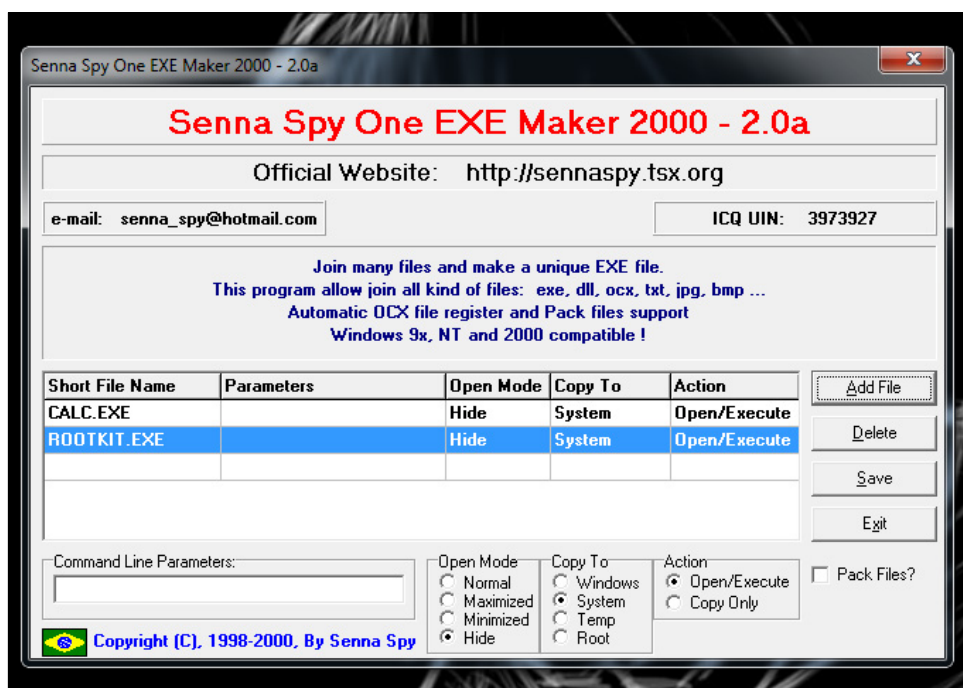 Senna Spy One EXE Maker 2000 - 2.0a
x
Senna Spy One EXE Maker 2000 - 2.0a
Official Website: http://sennaspy.tsx.org
e-mail: senna_spy@hotmail.com ICQ UIN: 3973927
Join many files and make a unique EXE file.
This program allow join all kind of files: exe, dll, ocx, txt, jpg, bmp ...
Automatic OCX file register and Pack files support
Windows 9x, NT and 2000 compatible !
Short File Name Parameters Open Mode Copy To Action
CALC.EXE Hide System Open/Execute
ROOTKIT.EXE Hide System Open/Execute
Add File
Delete
Save
Exit
Command Line Parameters:
Open Mode
Normal
Maximized
Minimized
Hide
Copy To
Windows
System
Temp
Root
Action
Open/Execute
Copy Only
Pack Files?
Copyright (C), 1998-2000, By Senna Spy